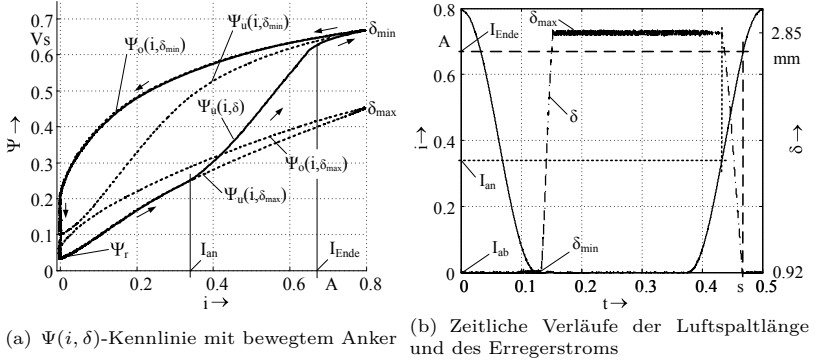 0.7
Vs
0.5
0.4
0.3
0.2
0.1
0
Ψ→
Ψo(i,δmin)
Ψu(i,δmin)
δmin
Ψu(i,δ)
δmax
Ψo(i,δmax)
Ψu(i,δmax)
Ψr
Ian
IEnde
0
0.2
0.4
0.6
A
0.8
i→
(a) Ψ(i, δ)-Kennlinie mit bewegtem Anker
0.8
A
0.6
0.4
0.2
0
i→
IEnde
δmax
δ
Ian
Iab
δmin
2.85
mm
δ→
0.92
0
0.1
0.2
0.3
0.4
s
0.5
t→
(b) Zeitliche Verläufe der Luftspaltlänge
und des Erregerstroms